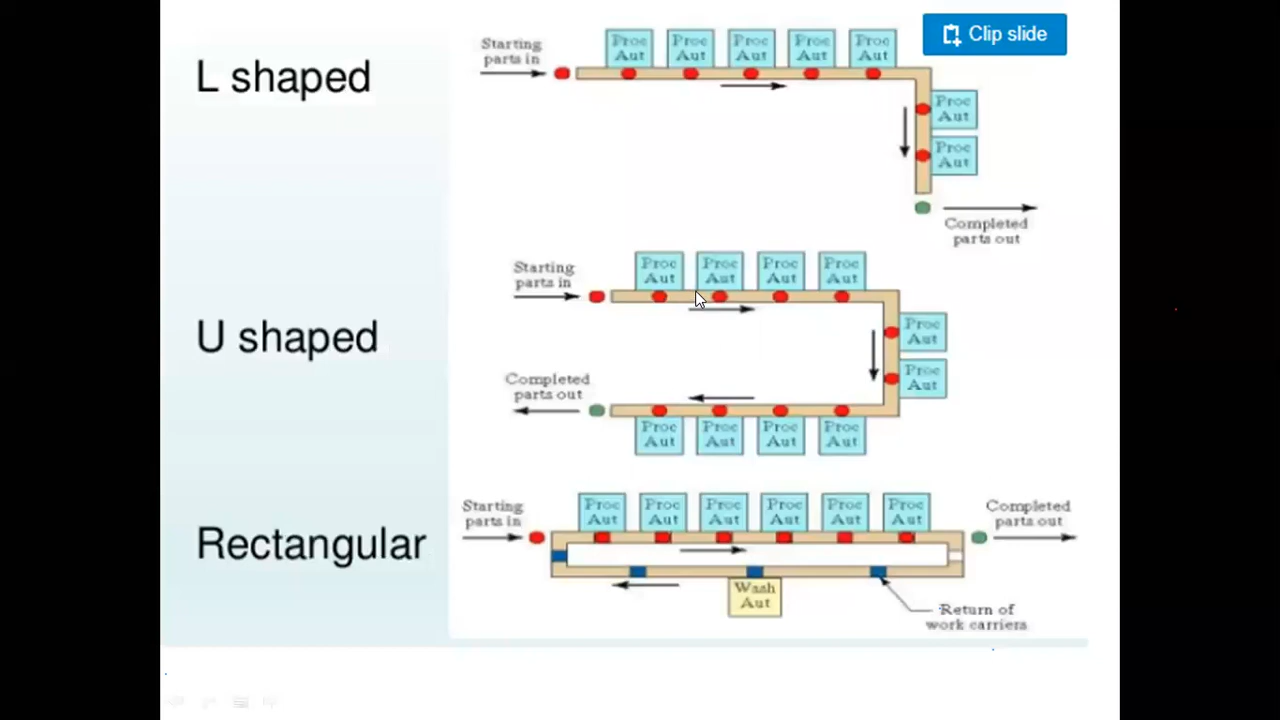 Clip slide
L shaped
Starting
parts in
Proc
Aut
Proc
Aut
Proc
Aut
Proc
Aut
Proc
Aut
Proc
Aut
Proc
Aut
Completed
parts out
U shaped
Starting
parts in
Proc
Aut
Proc
Aut
Proc
Aut
Proc
Aut
Proc
Aut
Proc
Aut
Completed
parts out
Proc
Aut
Proc
Aut
Proc
Aut
Proc
Aut
Rectangular
Starting
parts in
Proc
Aut
Proc
Aut
Proc
Aut
Proc
Aut
Proc
Aut
Proc
Aut
Completed
parts out
Wash
Aut
Return of
work carriers